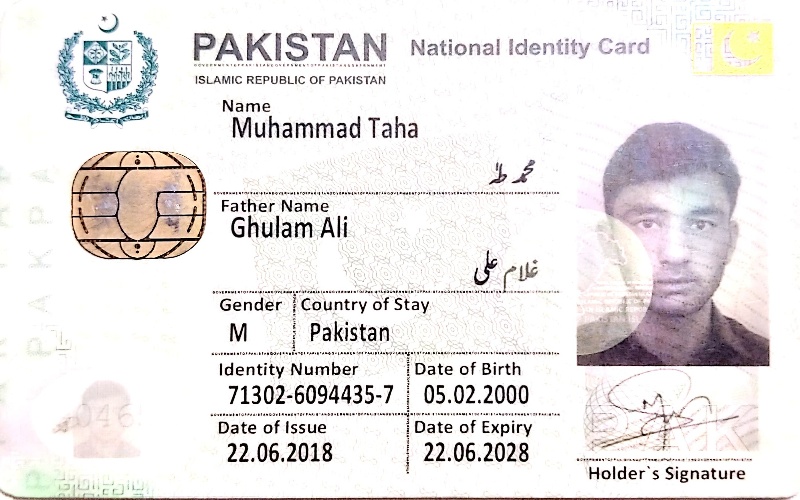 PAKISTAN National Identity Card
ISLAMIC REPUBLIC OF PAKISTAN
Name
Muhammad Taha
محمد طہٰ
Father Name
Ghulam Ali
غلام علی
Gender Country of Stay
M Pakistan
Identity Number Date of Birth
71302-6094435-7 05.02.2000
Date of Issue Date of Expiry
22.06.2018 22.06.2028
Holder`s Signature